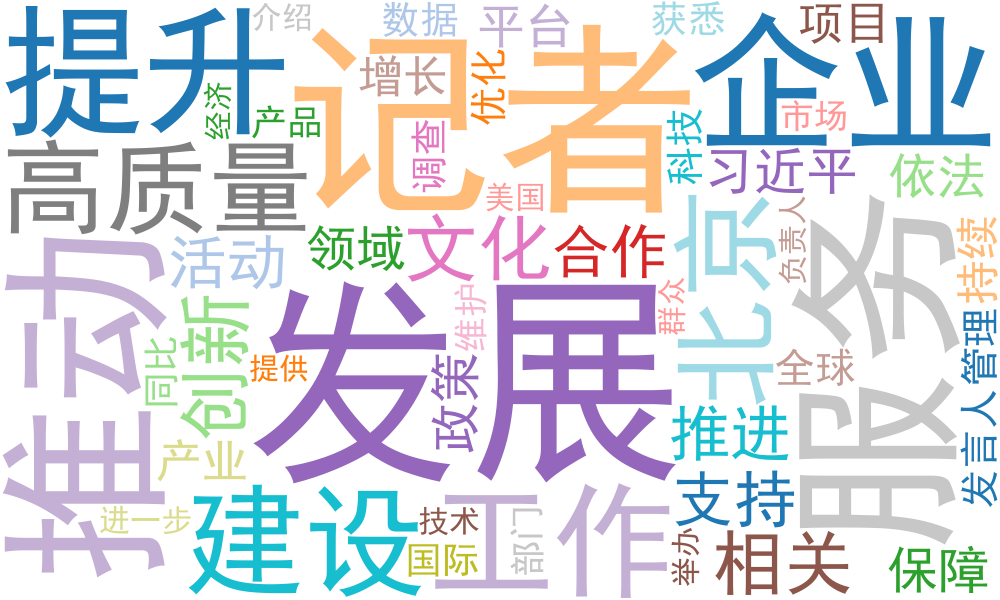 提升
记者
企业
介绍
数据
平台
获悉
项目
增长
优化
经济
产品
调查
科技
市场
高质量
习近平
依法
美国
推动
活动
领域
文化
合作
北京
负责人
服务
持续
创新
同比
维护
群众
发展
提供
政策
全球
管理
推进
发言人
产业
建设
工作
支持
进一步
技术
国际
部门
举办
相关
保障